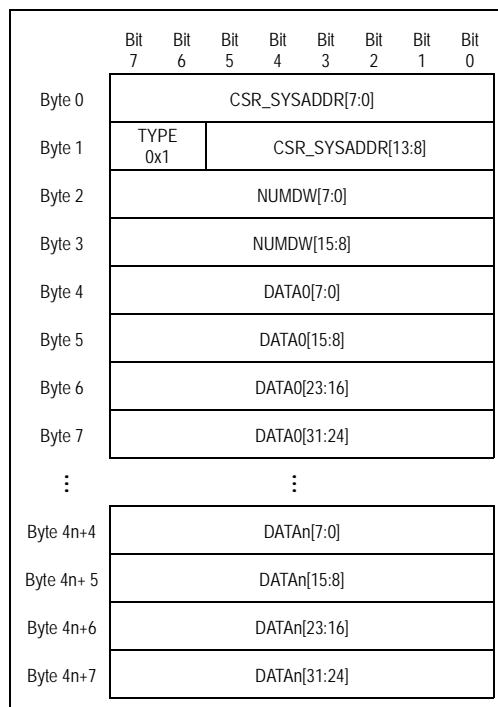 Bit Bit Bit Bit Bit Bit Bit Bit
7 6 5 4 3 2 1 0
Byte 0 CSR_SYSADDR[7:0]
Byte 1 TYPE 0x1 CSR_SYSADDR[13:8]
Byte 2 NUMDW[7:0]
Byte 3 NUMDW[15:8]
Byte 4 DATA0[7:0]
Byte 5 DATA0[15:8]
Byte 6 DATA0[23:16]
Byte 7 DATA0[31:24]
⋮ ⋮
Byte 4n+4 DATAn[7:0]
Byte 4n+ 5 DATAn[15:8]
Byte 4n+6 DATAn[23:16]
Byte 4n+7 DATAn[31:24]